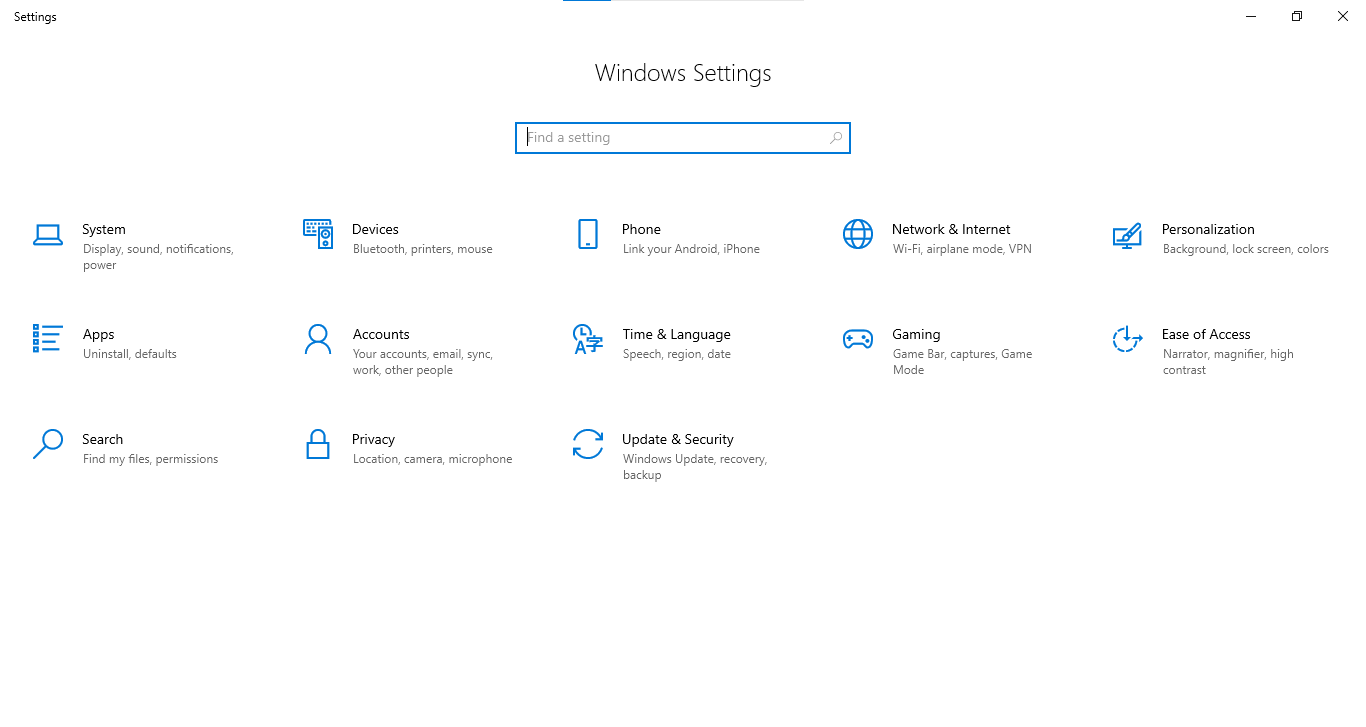 Settings
Windows Settings
Find a setting
System
Display, sound, notifications,
power
Devices
Bluetooth, printers, mouse
Phone
Link your Android, iPhone
Network & Internet
Wi-Fi, airplane mode, VPN
Personalization
Background, lock screen, colors
Apps
Uninstall, defaults
Accounts
Your accounts, email, sync,
work, other people
Time & Language
Speech, region, date
Gaming
Game Bar, captures, Game
Mode
Ease of Access
Narrator, magnifier, high
contrast
Search
Find my files, permissions
Privacy
Location, camera, microphone
Update & Security
Windows Update, recovery,
backup